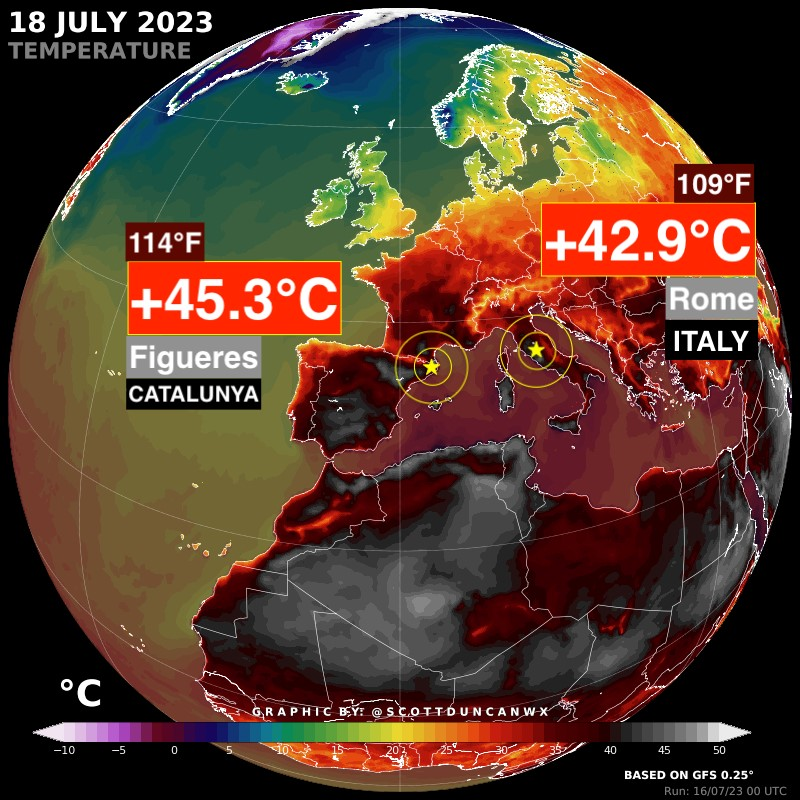 18 JULY 2023
TEMPERATURE
109°F
+42.9°C
Rome
ITALY
114°F
+45.3°C
Figueres
CATALUNYA
°C
GRAPHIC BY: @SCOTTDUNCANWX
−10 −5 0 5 10 15 20 25 30 35 40 45 50
BASED ON GFS 0.25°
Run: 16/07/23 00 UTC